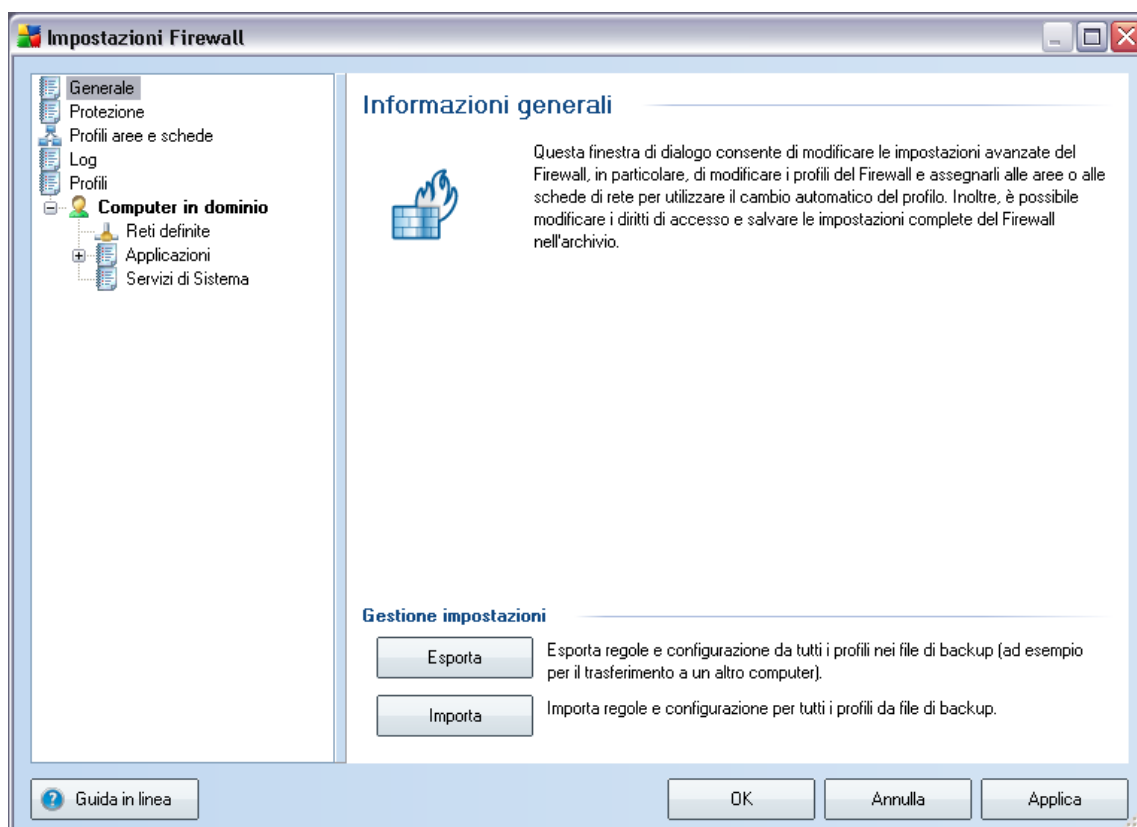 Impostazioni Firewall
Generale
Protezione
Profili aree e schede
Log
Profili
Computer in dominio
Reti definite
Applicazioni
Servizi di Sistema
Informazioni generali
Questa finestra di dialogo consente di modificare le impostazioni avanzate del
Firewall, in particolare, di modificare i profili del Firewall e assegnarli alle aree o alle
schede di rete per utilizzare il cambio automatico del profilo. Inoltre, è possibile
modificare i diritti di accesso e salvare le impostazioni complete del Firewall
nell'archivio.
Gestione impostazioni
Esporta
Esporta regole e configurazione da tutti i profili nei file di backup (ad esempio
per il trasferimento a un altro computer).
Importa
Importa regole e configurazione per tutti i profili da file di backup.
Guida in linea
OK
Annulla
Applica